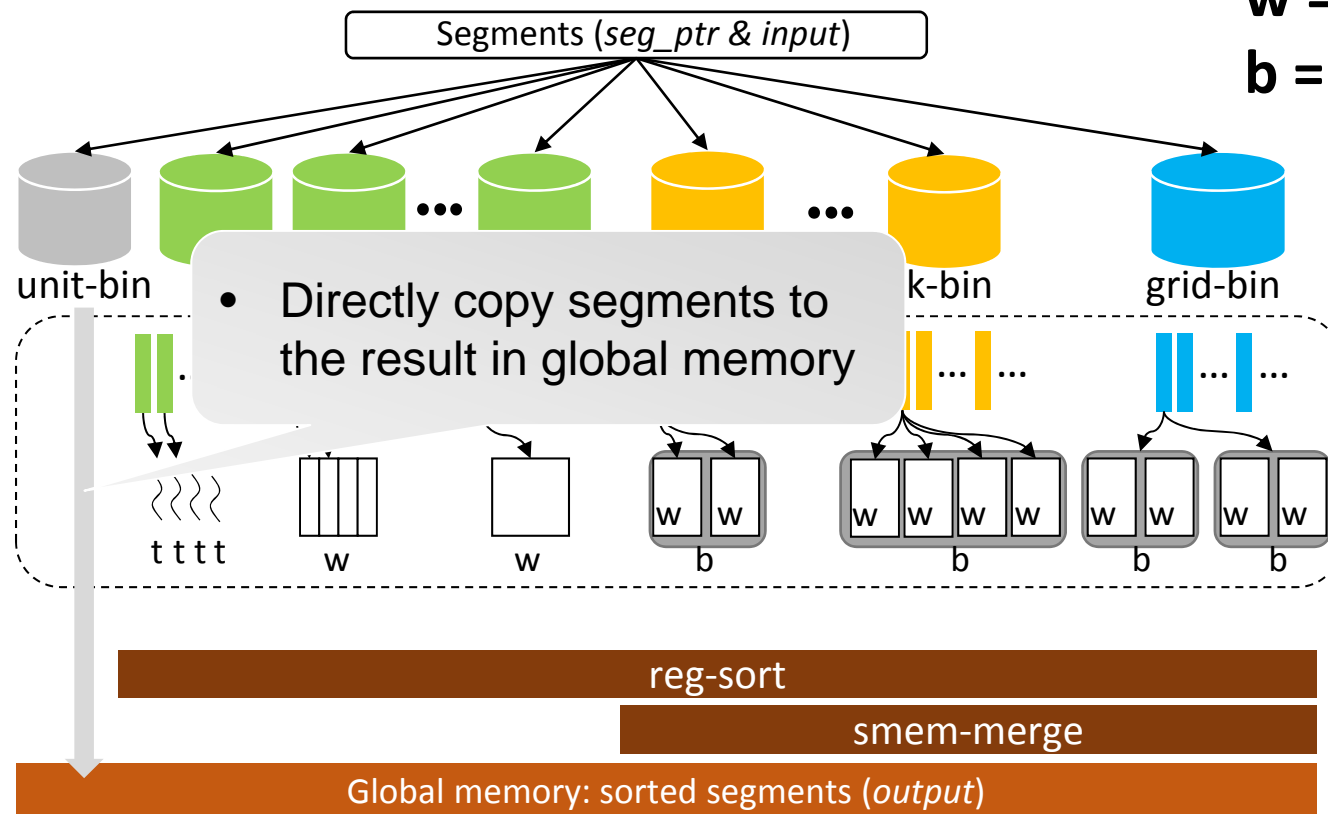 w =
Segments (seg_ptr & input)
b =
•••
•••
unit-bin
k-bin
grid-bin
• Directly copy segments to
the result in global memory
... ...
... ...
w w
w w w w
w w
w w
t t t t
w
w
b
b
b
b
reg-sort
smem-merge
Global memory: sorted segments (output)